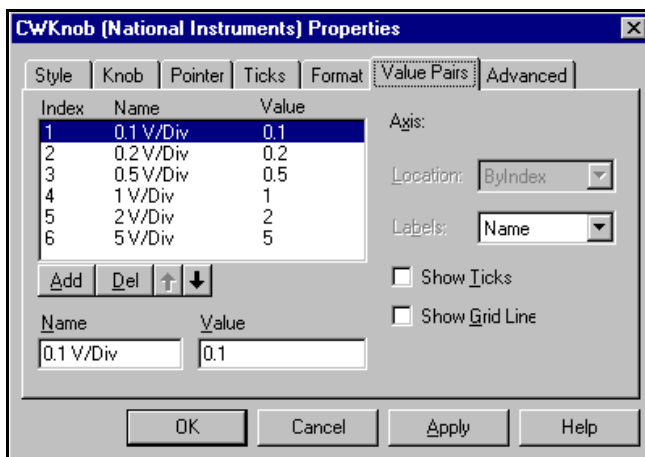 CWKnob (National Instruments) Properties
Style Knob Pointer Ticks Format Value Pairs Advanced
Index Name Value
1 0.1 V/Div 0.1
2 0.2 V/Div 0.2
3 0.5 V/Div 0.5
4 1 V/Div 1
5 2 V/Div 2
6 5 V/Div 5
Add Del
Name Value
0.1 V/Div 0.1
Axis:
Location: ByIndex
Labels: Name
Show Ticks
Show Grid Line
OK Cancel Apply Help